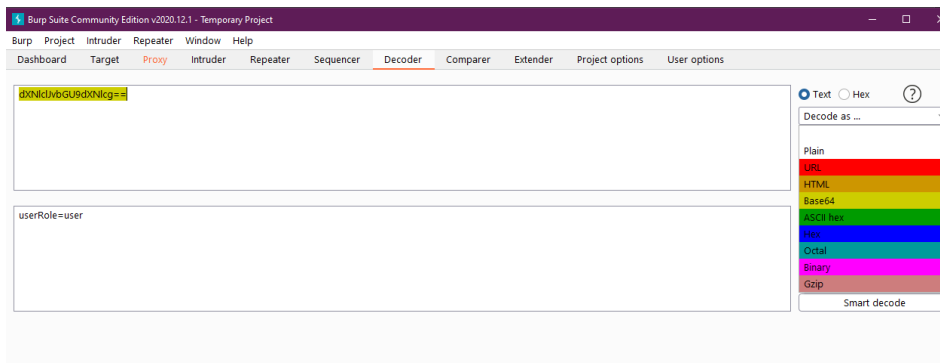 Burp Suite Community Edition v2020.12.1 - Temporary Project
Burp Project Intruder Repeater Window Help
Dashboard Target Proxy Intruder Repeater Sequencer Decoder Comparer Extender Project options User options
dXNlclJvbGU9dXNlcg==
Text Hex ?
Decode as ...
Plain
URL
HTML
Base64
ASCII hex
Hex
Octal
Binary
Gzip
Smart decode
userRole=user